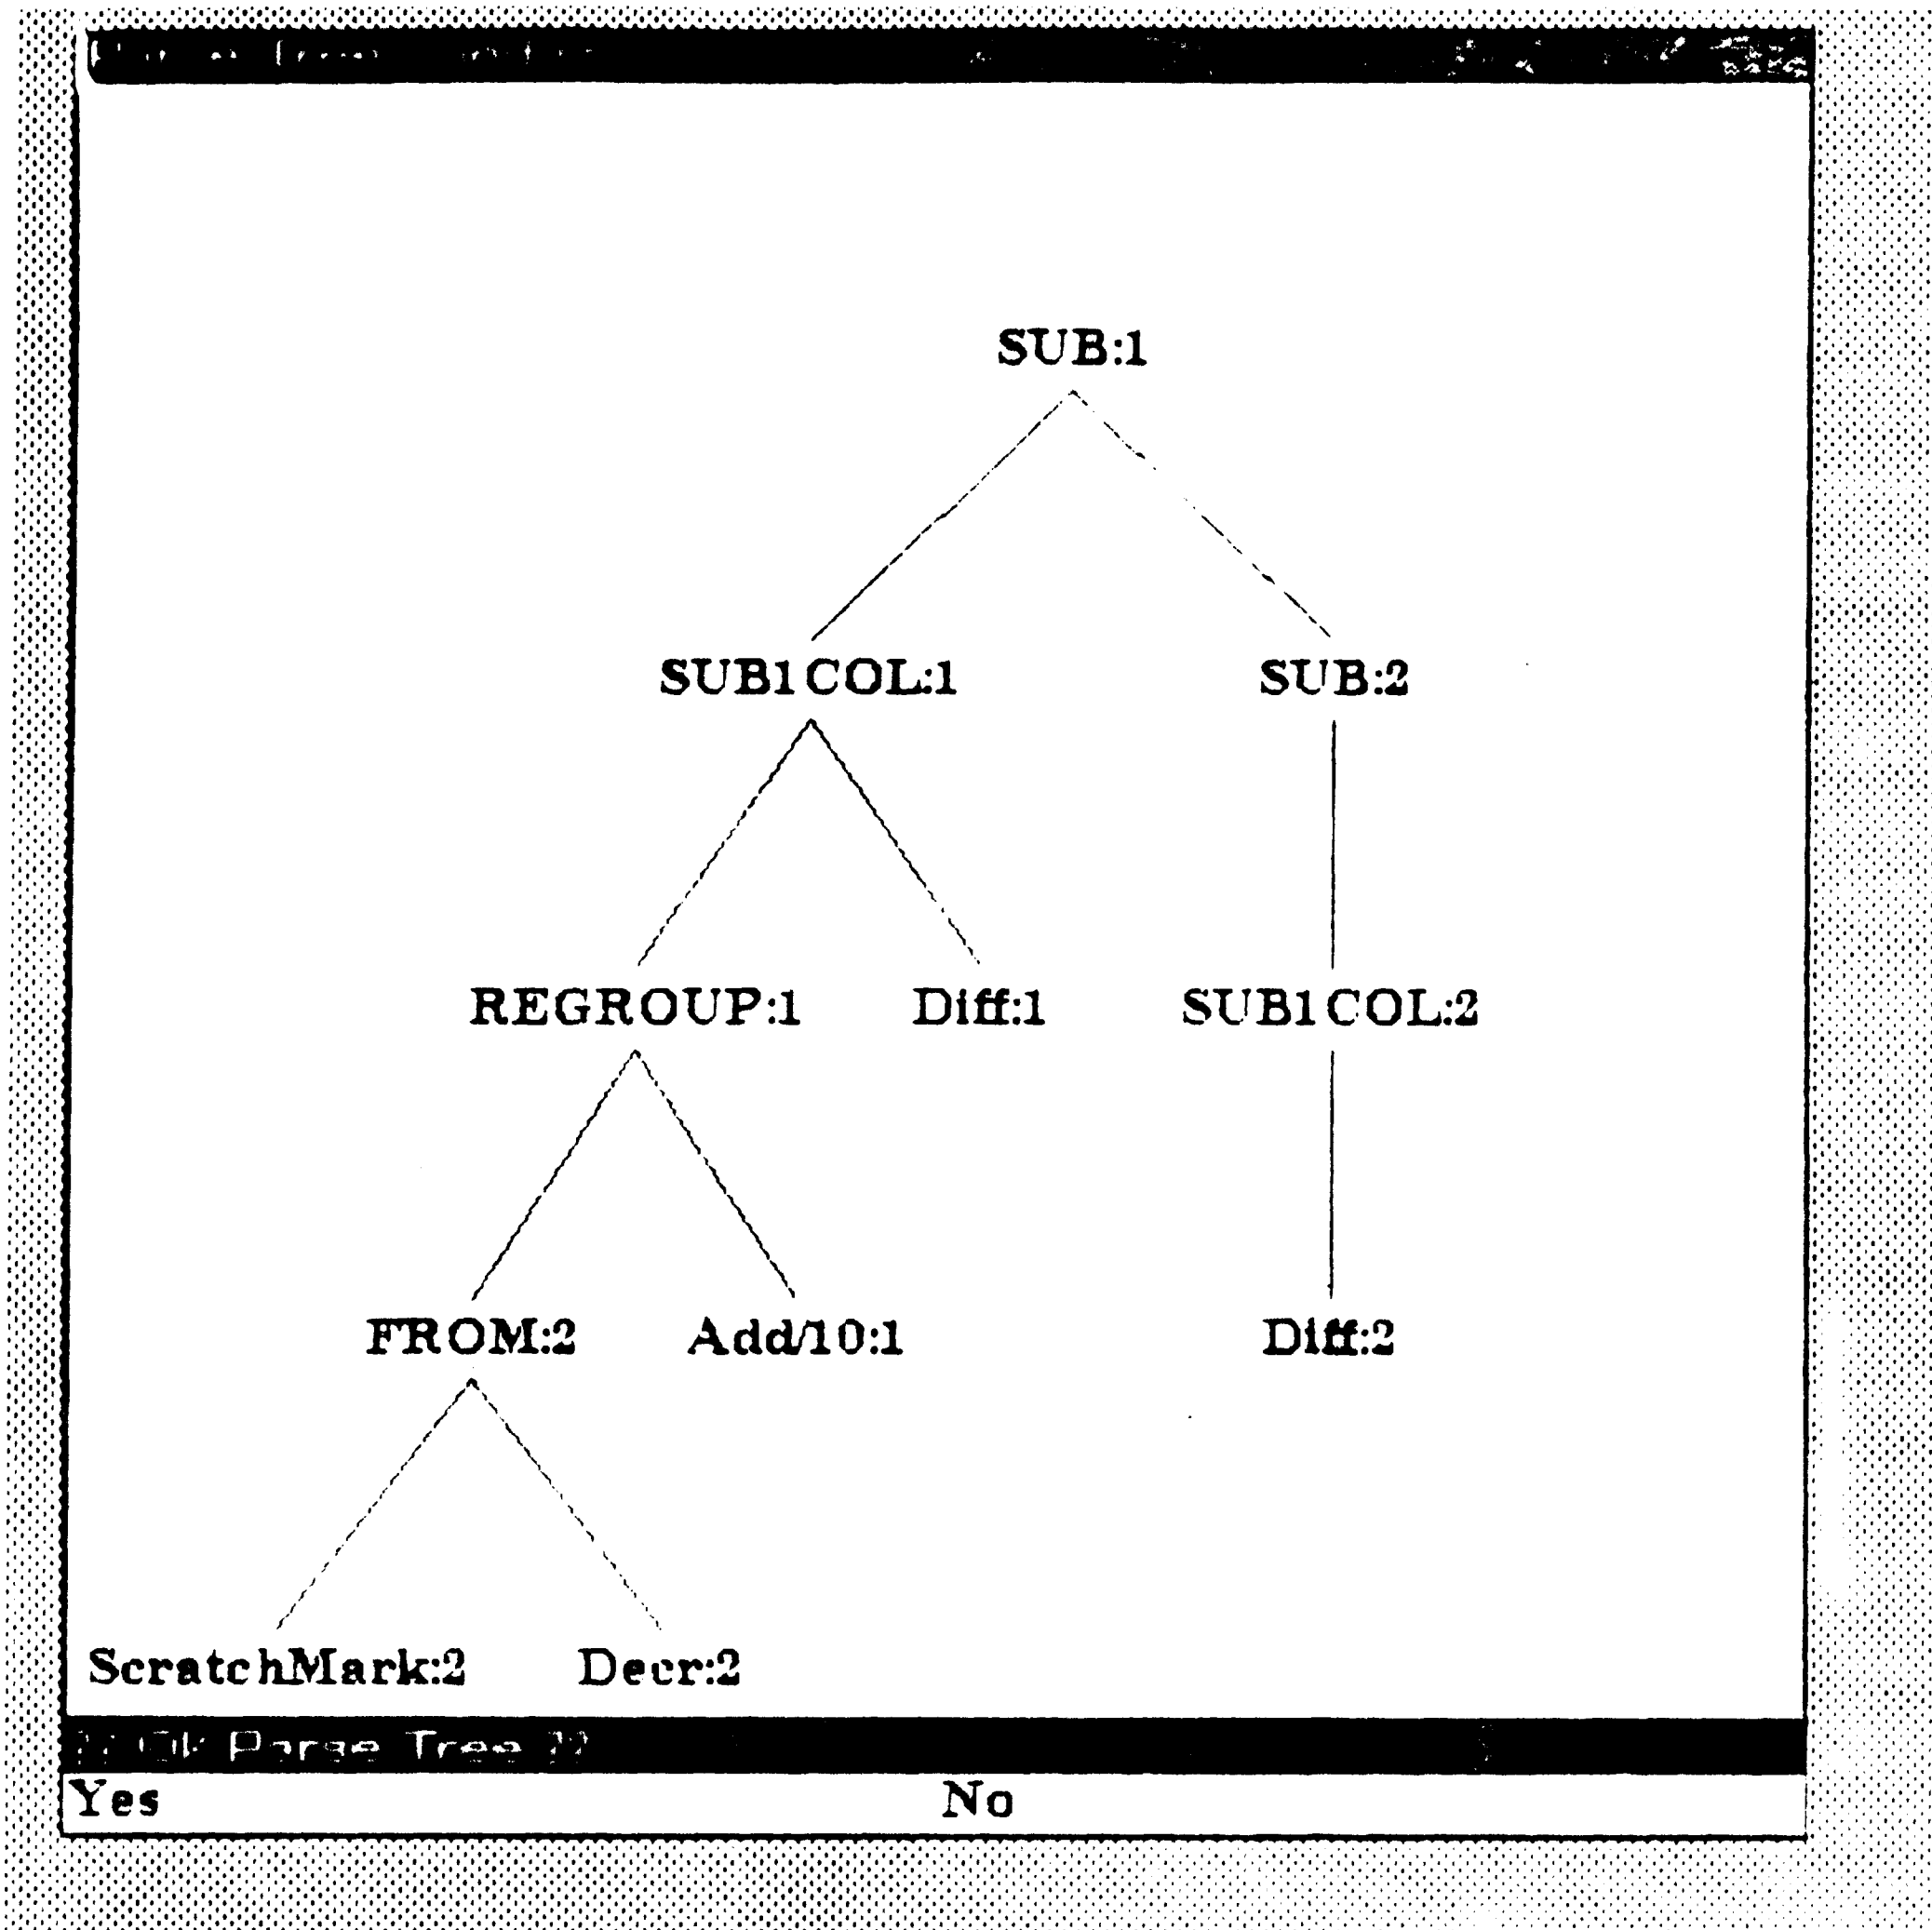 SUB:1
SUB1COL:1 SUB:2
REGROUP:1 Diff:1 SUB1COL:2
FROM:2 Add/10:1 Diff:2
ScratchMark:2 Decr:2
Ok Parse Tree ??
Yes No